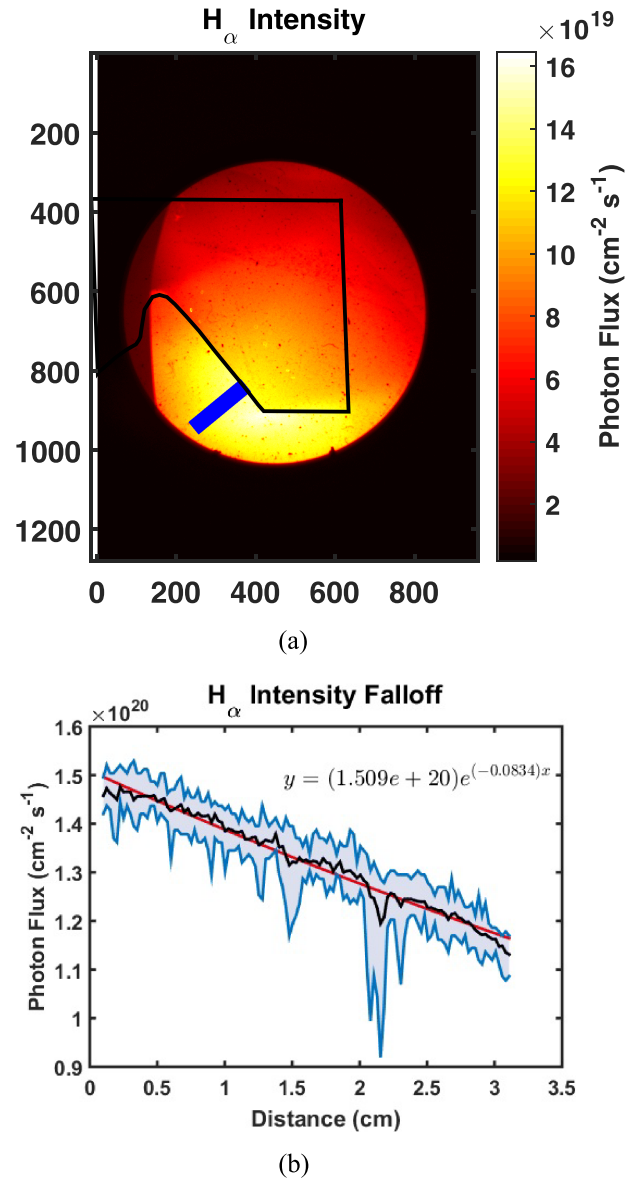 Hα Intensity
×10^19
16
14
12
10
8
6
4
2
Photon Flux (cm-2 s-1)
200
400
600
800
1000
1200
0 200 400 600 800
(a)
Hα Intensity Falloff
×10^20
1.6
1.5
1.4
1.3
1.2
1.1
1
0.9
Photon Flux (cm-2 s-1)
y = (1.509e + 20)e^(−0.0834)x
0 0.5 1 1.5 2 2.5 3 3.5
Distance (cm)
(b)